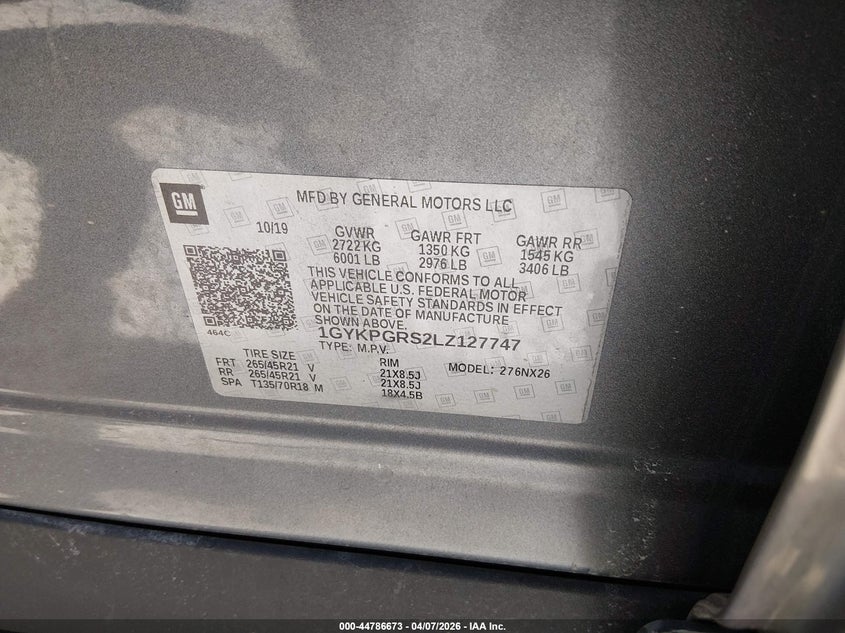 GM
MFD BY GENERAL MOTORS LLC
10/19
GVWR GAWR FRT GAWR RR
2722 KG 1350 KG 1545 KG
6001 LB 2976 LB 3406 LB
THIS VEHICLE CONFORMS TO ALL
APPLICABLE U.S. FEDERAL MOTOR
VEHICLE SAFETY STANDARDS IN EFFECT
ON THE DATE OF MANUFACTURE
SHOWN ABOVE.
464C
1GYKPGRS2LZ127747
TYPE: M.P.V. MODEL: 276NX26
TIRE SIZE RIM
FRT 265/45R21 V 21X8.5J
RR 265/45R21 V 21X8.5J
SPA T135/70R18 M 18X4.5B
000-44786673 - 04/07/2026 - IAA Inc.